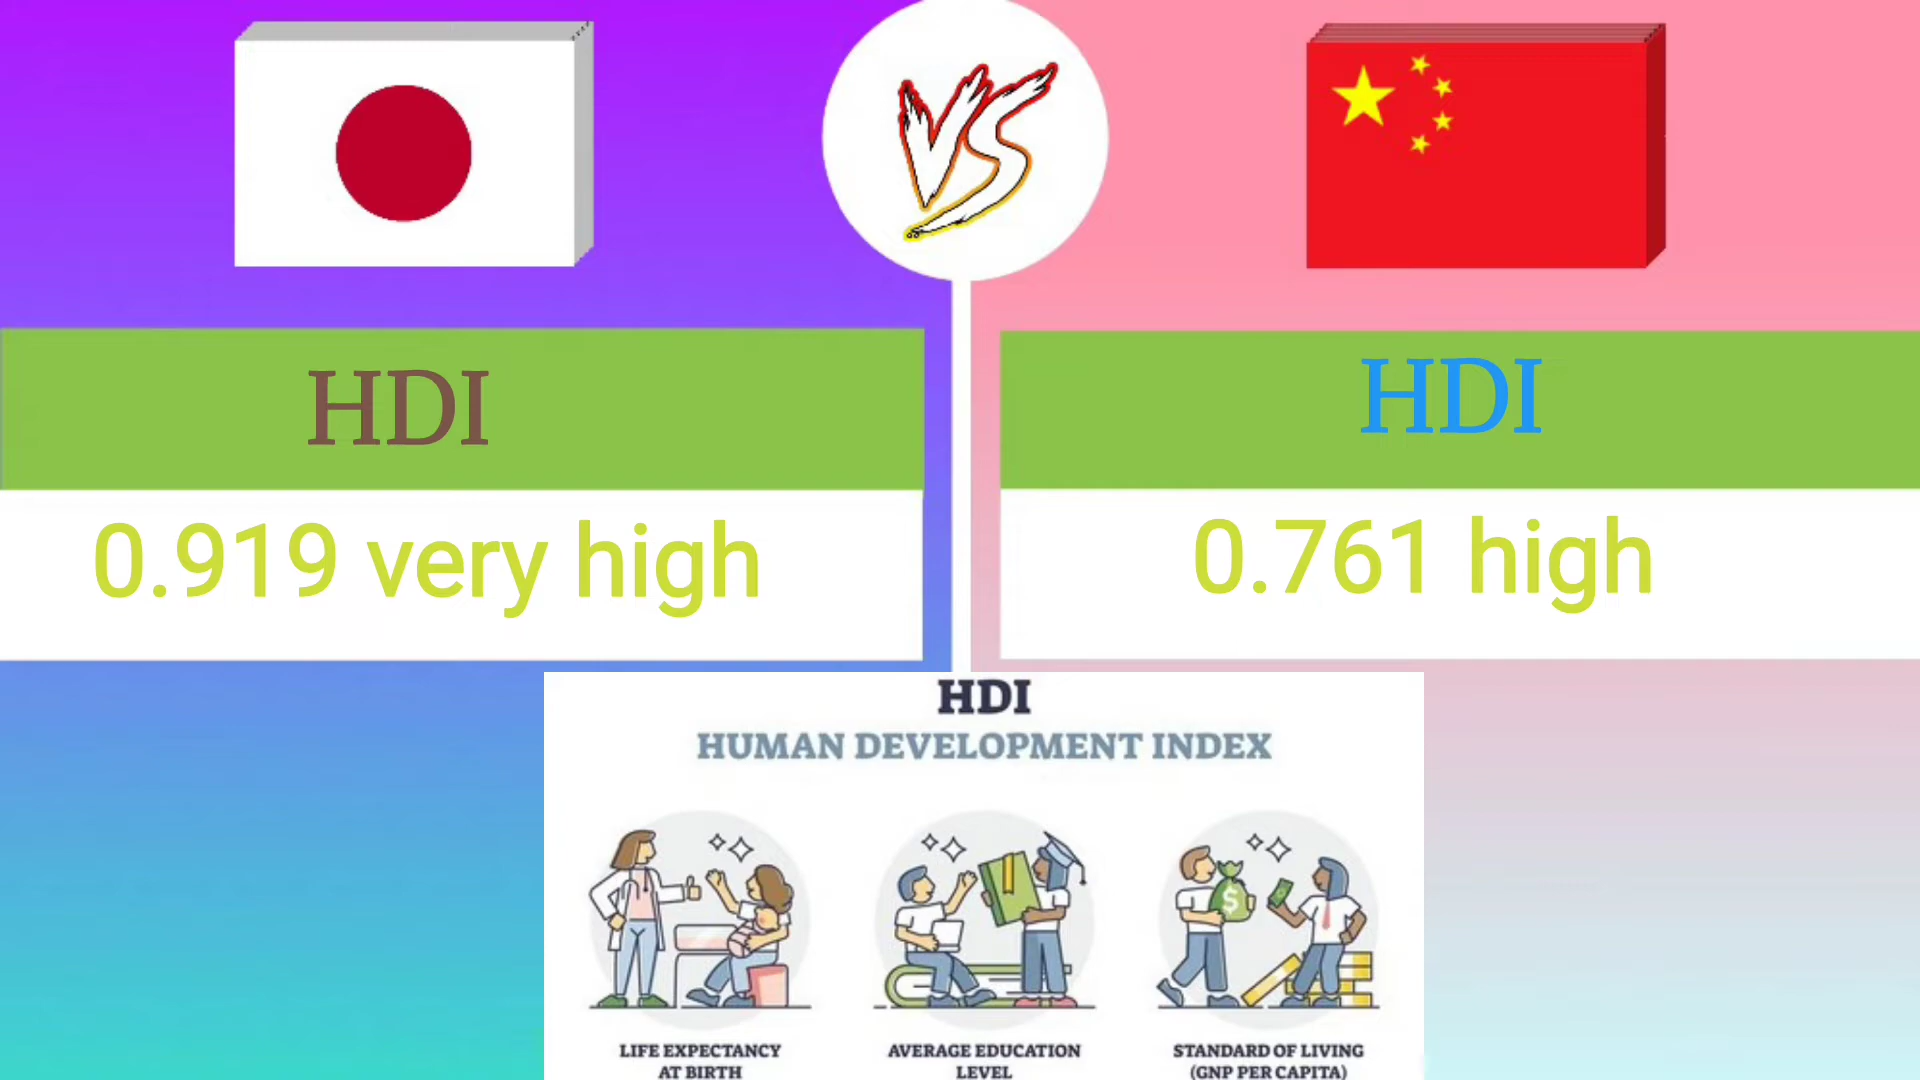 VS
HDI
HDI
0.919 very high
0.761 high
HDI
HUMAN DEVELOPMENT INDEX
$
LIFE EXPECTANCY
AT BIRTH
AVERAGE EDUCATION
LEVEL
STANDARD OF LIVING
(GNP PER CAPITA)